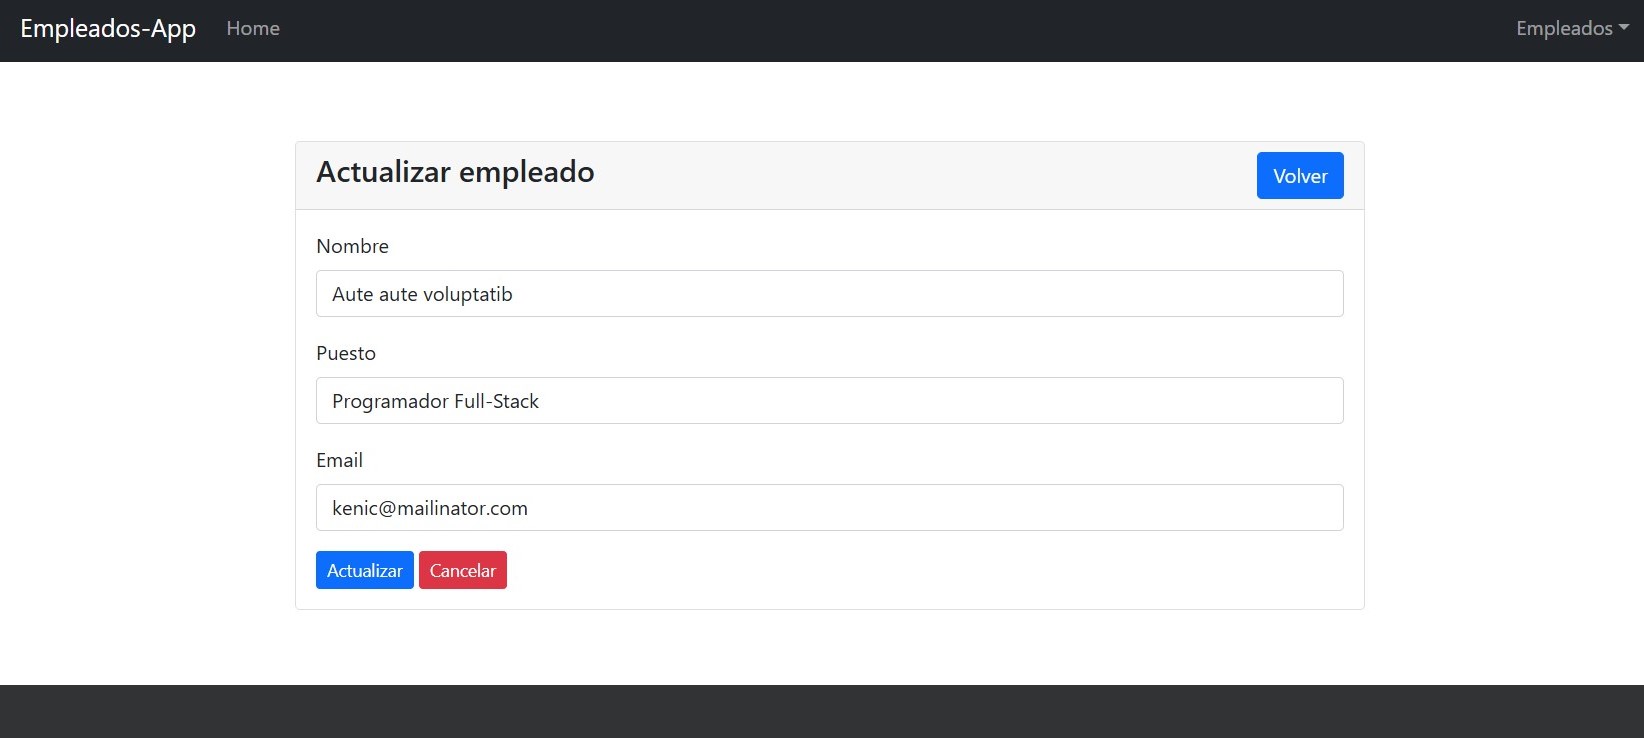 Empleados-App Home Empleados
Actualizar empleado Volver
Nombre
Aute aute voluptatib
Puesto
Programador Full-Stack
Email
kenic@mailinator.com
Actualizar Cancelar